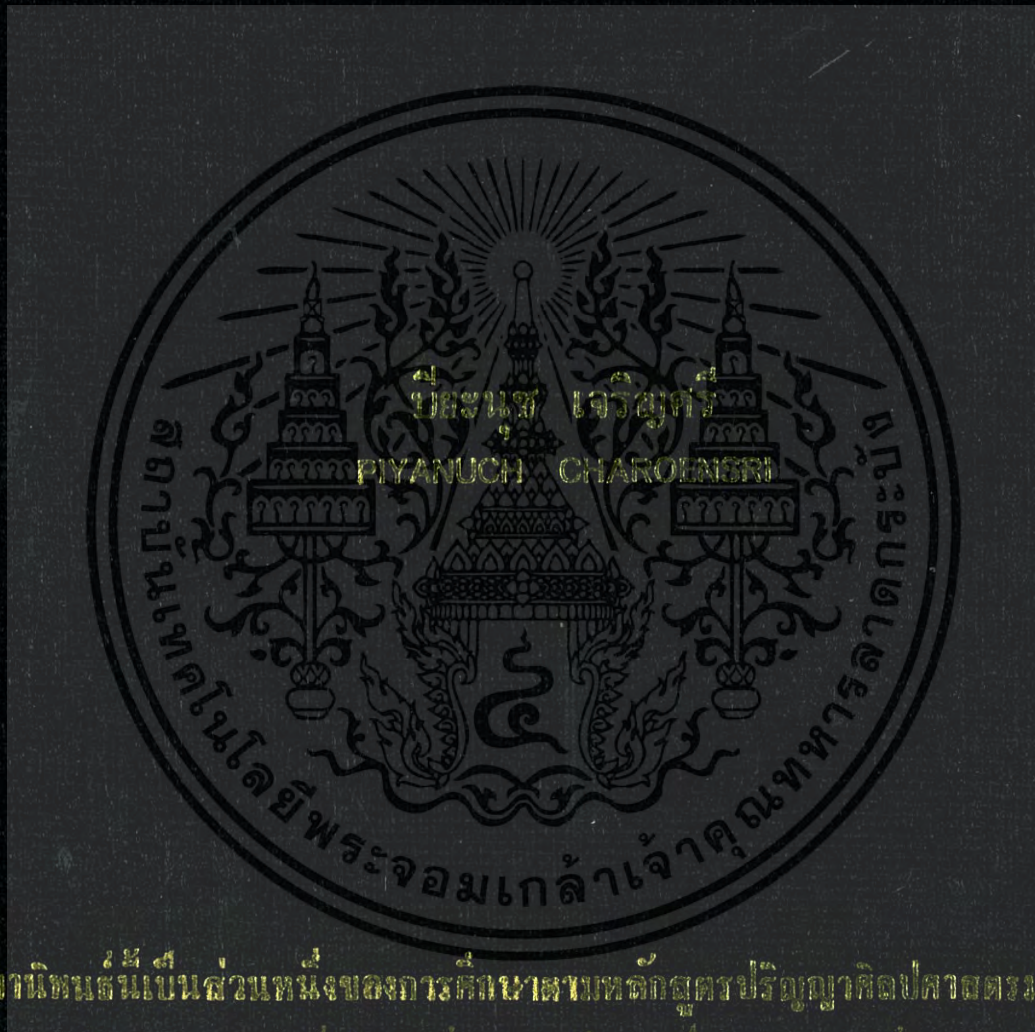 ปิยะนุช เจริญศรี
PIYANUCH CHAROENSRI
สถาบันเทคโนโลยีพระจอมเกล้าเจ้าคุณทหารลาดกระบัง
๔
านิพนธ์นี้เป็นส่วนหนึ่งของการศึกษาตามหลักสูตรปริญญาศิลปศาสตรม